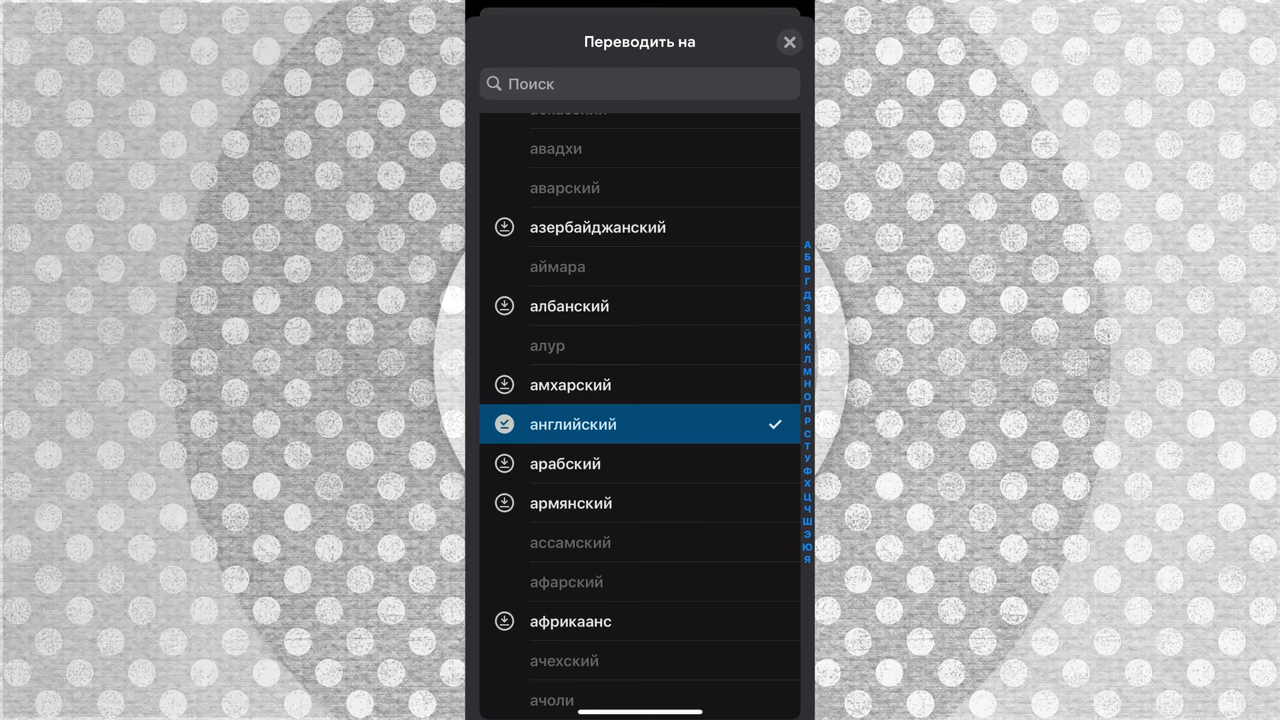 Переводить на
Поиск
авадхи
аварский
азербайджанский
аймара
албанский
алур
амхарский
английский
арабский
армянский
ассамский
афарский
африкаанс
ачехский
ачоли
А
Б
В
Г
Д
З
И
Й
К
Л
М
Н
О
П
Р
С
Т
У
Ф
Х
Ц
Ч
Ш
Э
Ю
Я